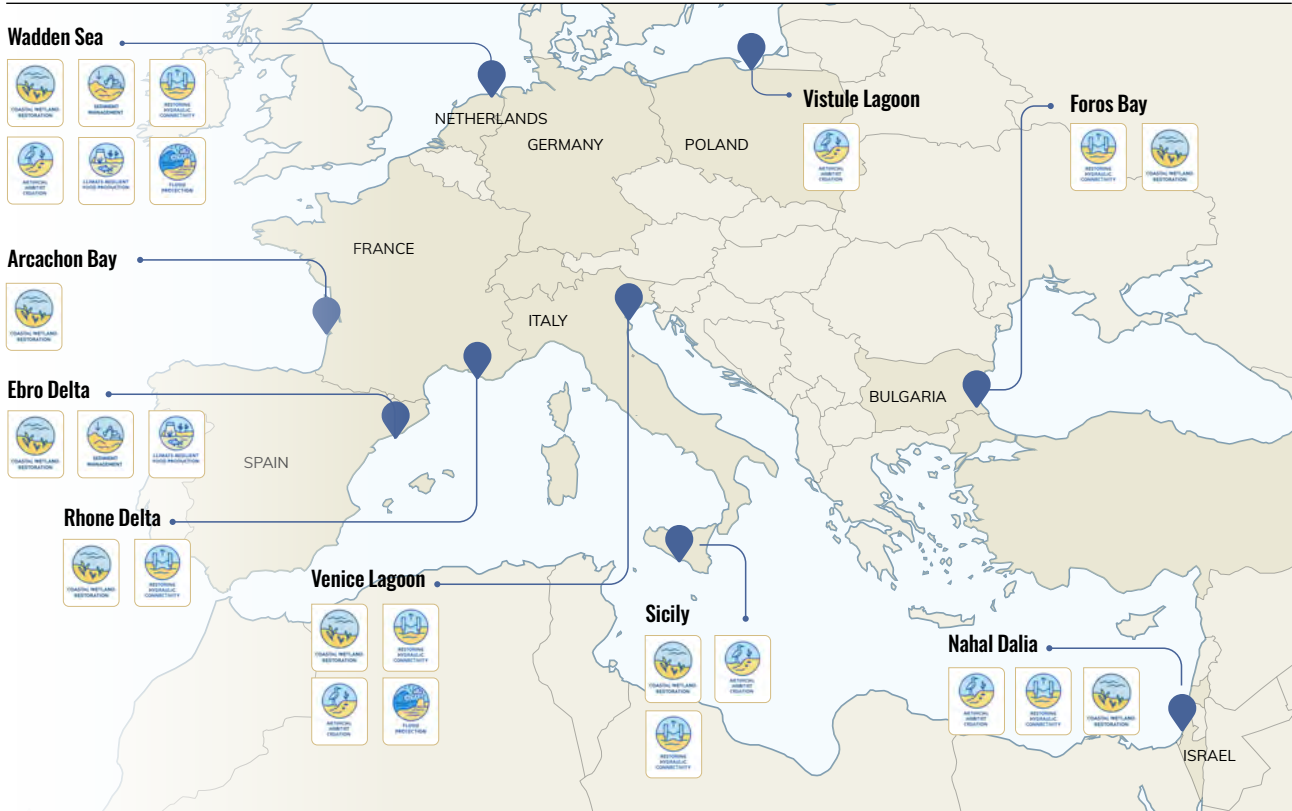 Wadden Sea
COASTAL WETLAND
RESTORATION
SEDIMENT
MANAGEMENT
RESTORING
HYDRAULIC
CONNECTIVITY
ARTIFICIAL
HABITAT
CREATION
CLIMATE-RESILIENT
FOOD PRODUCTION
FLOOD
PROTECTION
NETHERLANDS
GERMANY
POLAND
Vistule Lagoon
ARTIFICIAL
HABITAT
CREATION
Foros Bay
RESTORING
HYDRAULIC
CONNECTIVITY
COASTAL WETLAND
RESTORATION
Arcachon Bay
COASTAL WETLAND
RESTORATION
FRANCE
ITALY
BULGARIA
Ebro Delta
COASTAL WETLAND
RESTORATION
SEDIMENT
MANAGEMENT
CLIMATE-RESILIENT
FOOD PRODUCTION
SPAIN
Rhone Delta
COASTAL WETLAND
RESTORATION
RESTORING
HYDRAULIC
CONNECTIVITY
Venice Lagoon
COASTAL WETLAND
RESTORATION
RESTORING
HYDRAULIC
CONNECTIVITY
ARTIFICIAL
HABITAT
CREATION
FLOOD
PROTECTION
Sicily
COASTAL WETLAND
RESTORATION
ARTIFICIAL
HABITAT
CREATION
RESTORING
HYDRAULIC
CONNECTIVITY
Nahal Dalia
ARTIFICIAL
HABITAT
CREATION
RESTORING
HYDRAULIC
CONNECTIVITY
COASTAL WETLAND
RESTORATION
ISRAEL